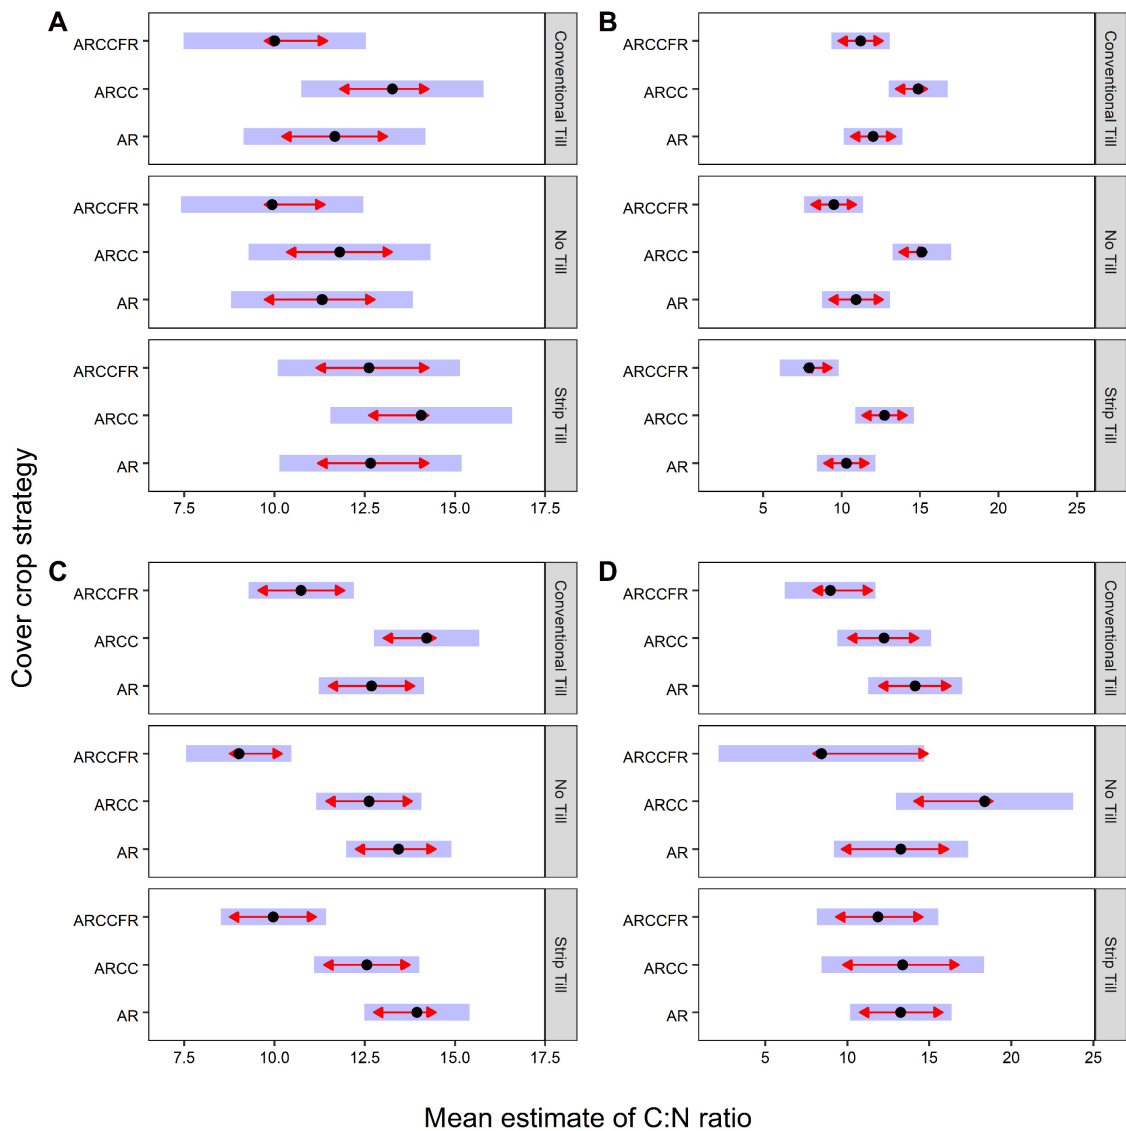 A
ARCCFR
ARCC
AR
Conventional Till
ARCCFR
ARCC
AR
No Till
ARCCFR
ARCC
AR
Strip Till
7.5 10.0 12.5 15.0 17.5
B
ARCCFR
ARCC
AR
Conventional Till
ARCCFR
ARCC
AR
No Till
ARCCFR
ARCC
AR
Strip Till
5 10 15 20 25
Cover crop strategy
C
ARCCFR
ARCC
AR
Conventional Till
ARCCFR
ARCC
AR
No Till
ARCCFR
ARCC
AR
Strip Till
7.5 10.0 12.5 15.0 17.5
D
ARCCFR
ARCC
AR
Conventional Till
ARCCFR
ARCC
AR
No Till
ARCCFR
ARCC
AR
Strip Till
5 10 15 20 25
Mean estimate of C:N ratio